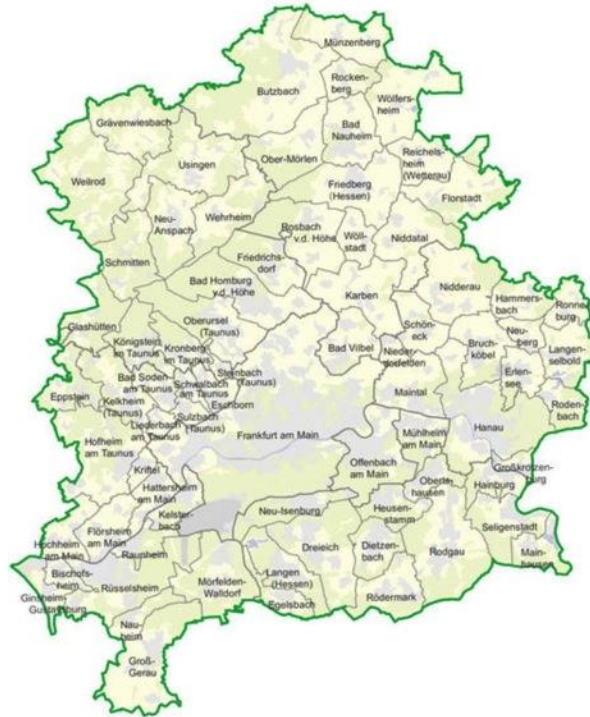 Münzenberg
Rocken-
berg
Butzbach
Wölfers-
heim
Grävenwiesbach
Bad
Nauheim
Usingen
Ober-Mörlen
Reichels-
heim
(Wetterau)
Weilrod
Friedberg
(Hessen)
Florstadt
Neu-
Anspach
Wehrheim
Rosbach
v.d. Höhe
Wöll-
stadt
Niddatal
Schmitten
Friedrichs-
dorf
Bad Homburg
v.d. Höhe
Nidderau
Karben
Hammers-
bach
Ronne-
burg
Glashütten
Oberursel
(Taunus)
Schön-
eck
Neu-
berg
Königstein
im Taunus
Kronberg
im Taunus
Bad Vilbel
Bruch-
köbel
Langen-
selbold
Nieder-
dorfelden
Steinbach
(Taunus)
Erlen-
see
Bad Soden
am Taunus
Schwalbach
am Taunus
Eppstein
Kelkheim
(Taunus)
Eschborn
Maintal
Roden-
bach
Sulzbach
(Taunus)
Liederbach
am Taunus
Hanau
Hofheim
am Taunus
Frankfurt am Main
Mühlheim
am Main
Kriftel
Offenbach
am Main
Großkrotzen-
burg
Hattersheim
am Main
Oberts-
hausen
Hainburg
Kelster-
bach
Neu-Isenburg
Heusen-
stamm
Flörsheim
am Main
Seligenstadt
Hochheim
am Main
Raunheim
Dreieich
Dietzen-
bach
Rodgau
Main-
hausen
Bischofs-
heim
Rüsselsheim
Mörfelden-
Walldorf
Langen
(Hessen)
Ginsheim-
Gustavsburg
Egelsbach
Rödermark
Nau-
heim
Groß-
Gerau